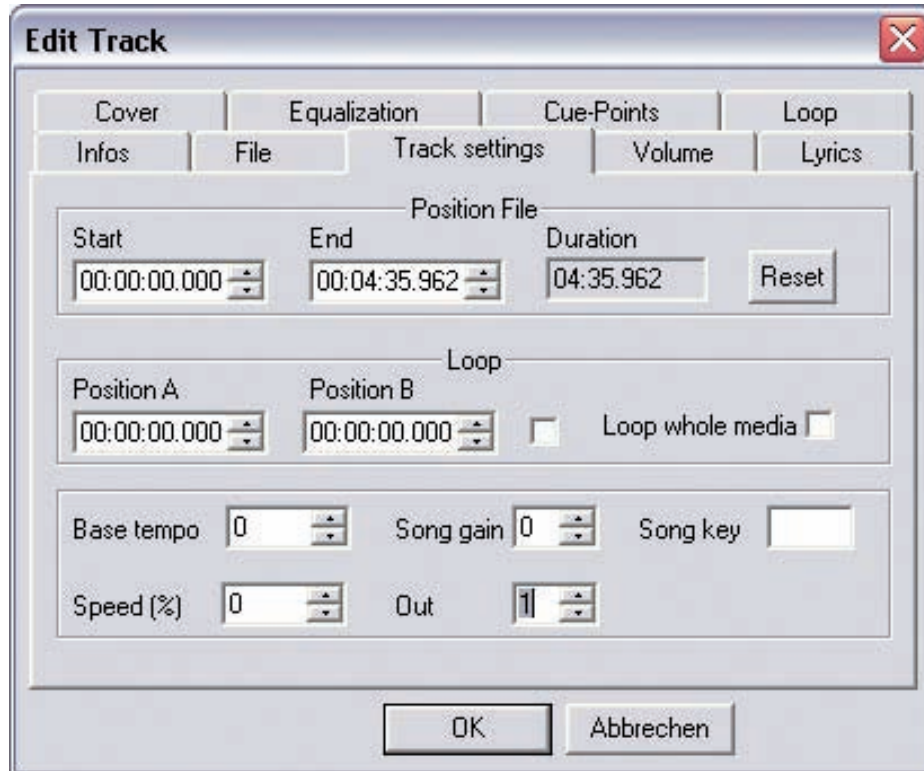 Edit Track
Cover Equalization Cue-Points Loop
Infos File Track settings Volume Lyrics
Position File
Start End Duration
00:00:00.000 00:04:35.962 04:35.962 Reset
Loop
Position A Position B
00:00:00.000 00:00:00.000 Loop whole media
Base tempo 0 Song gain 0 Song key
Speed (%) 0 Out 1
OK Abbrechen